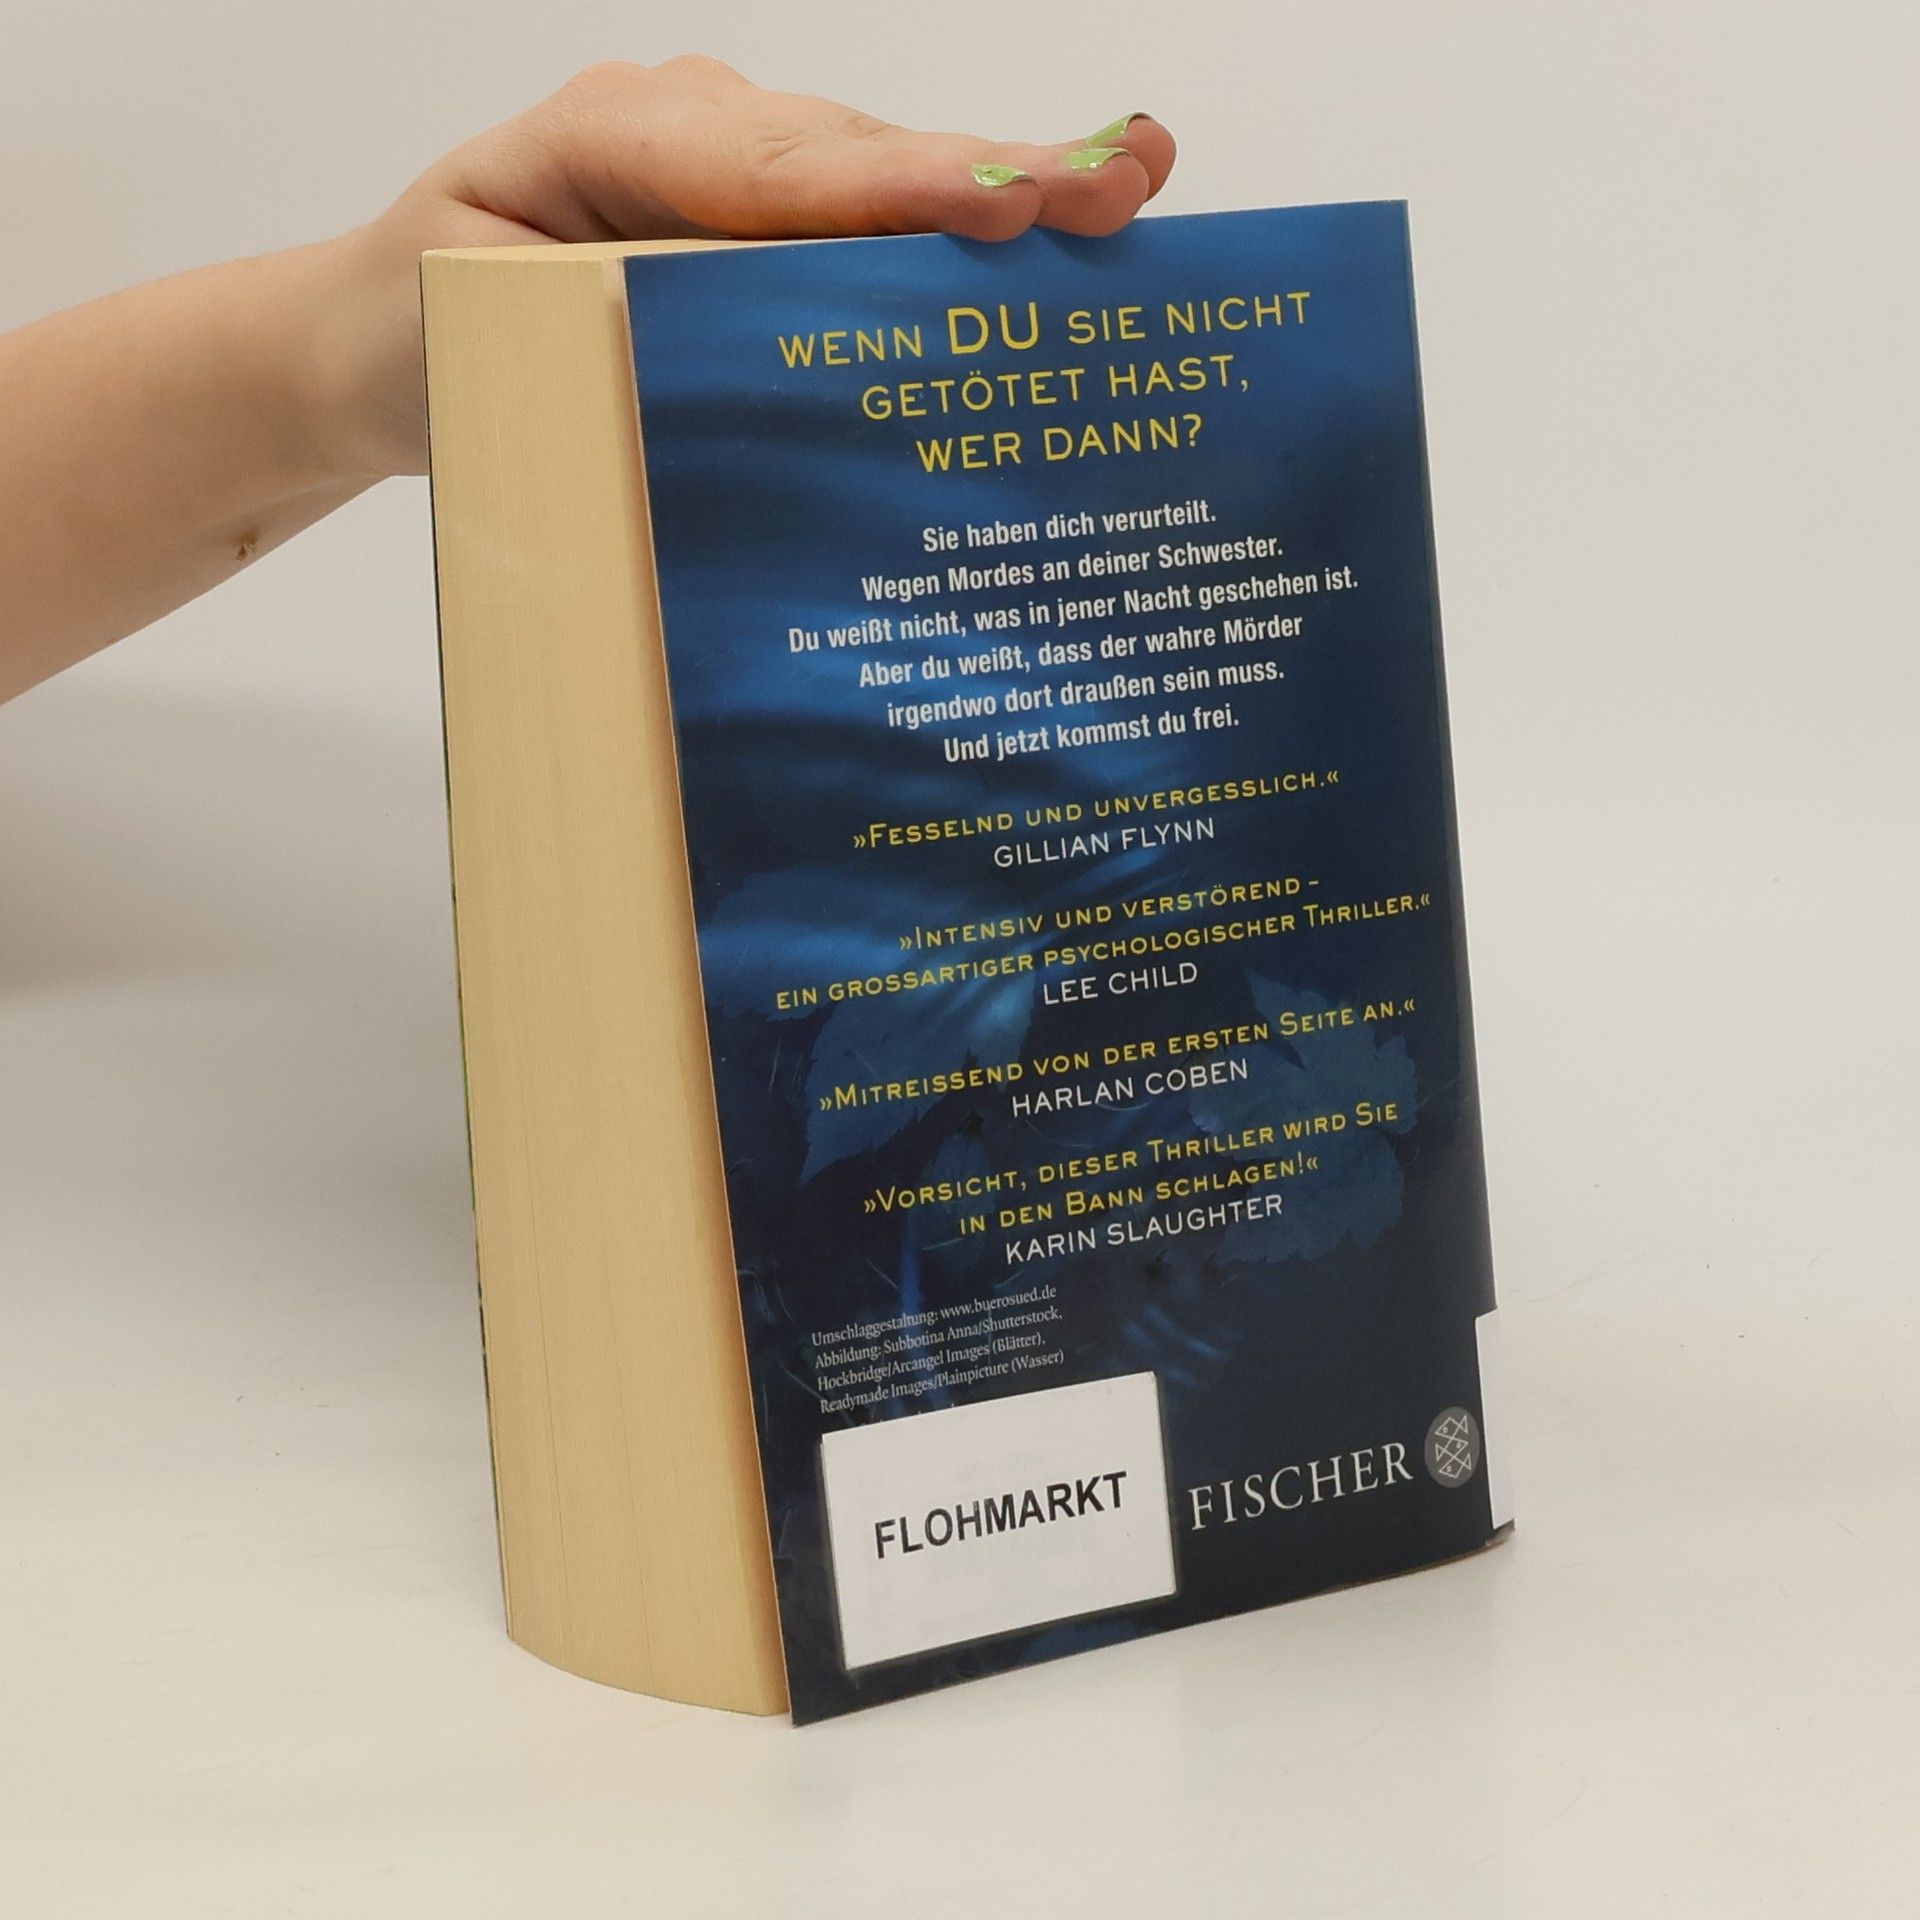 WENN DU SIE NICHT
GETÖTET HAST,
WER DANN?
Sie haben dich verurteilt.
Wegen Mordes an deiner Schwester.
Du weißt nicht, was in jener Nacht geschehen ist.
Aber du weißt, dass der wahre Mörder
irgendwo dort draußen sein muss.
Und jetzt kommst du frei.
»FESSELND UND UNVERGESSLICH.«
GILLIAN FLYNN
»INTENSIV UND VERSTÖREND –
EIN GROSSARTIGER PSYCHOLOGISCHER THRILLER.«
LEE CHILD
»MITREISSEND VON DER ERSTEN SEITE AN.«
HARLAN COBEN
»VORSICHT, DIESER THRILLER WIRD SIE
IN DEN BANN SCHLAGEN!«
KARIN SLAUGHTER
Umschlaggestaltung: www.buerosued.de
Abbildung: Subbotina Anna/Shutterstock,
Hockbridge/Arcangel Images (Blätter),
Readymade Images/Plainpicture (Wasser)
FLOHMARKT
FISCHER